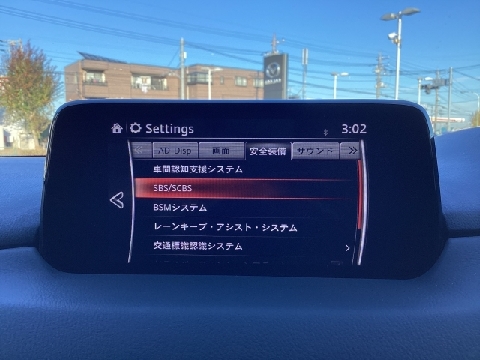 Settings
3:02
AD-Disp 画面 安全装備 サウンド
車間認知支援システム
SBS/SCBS
BSMシステム
レーンキープ・アシスト・システム
交通標識認識システム